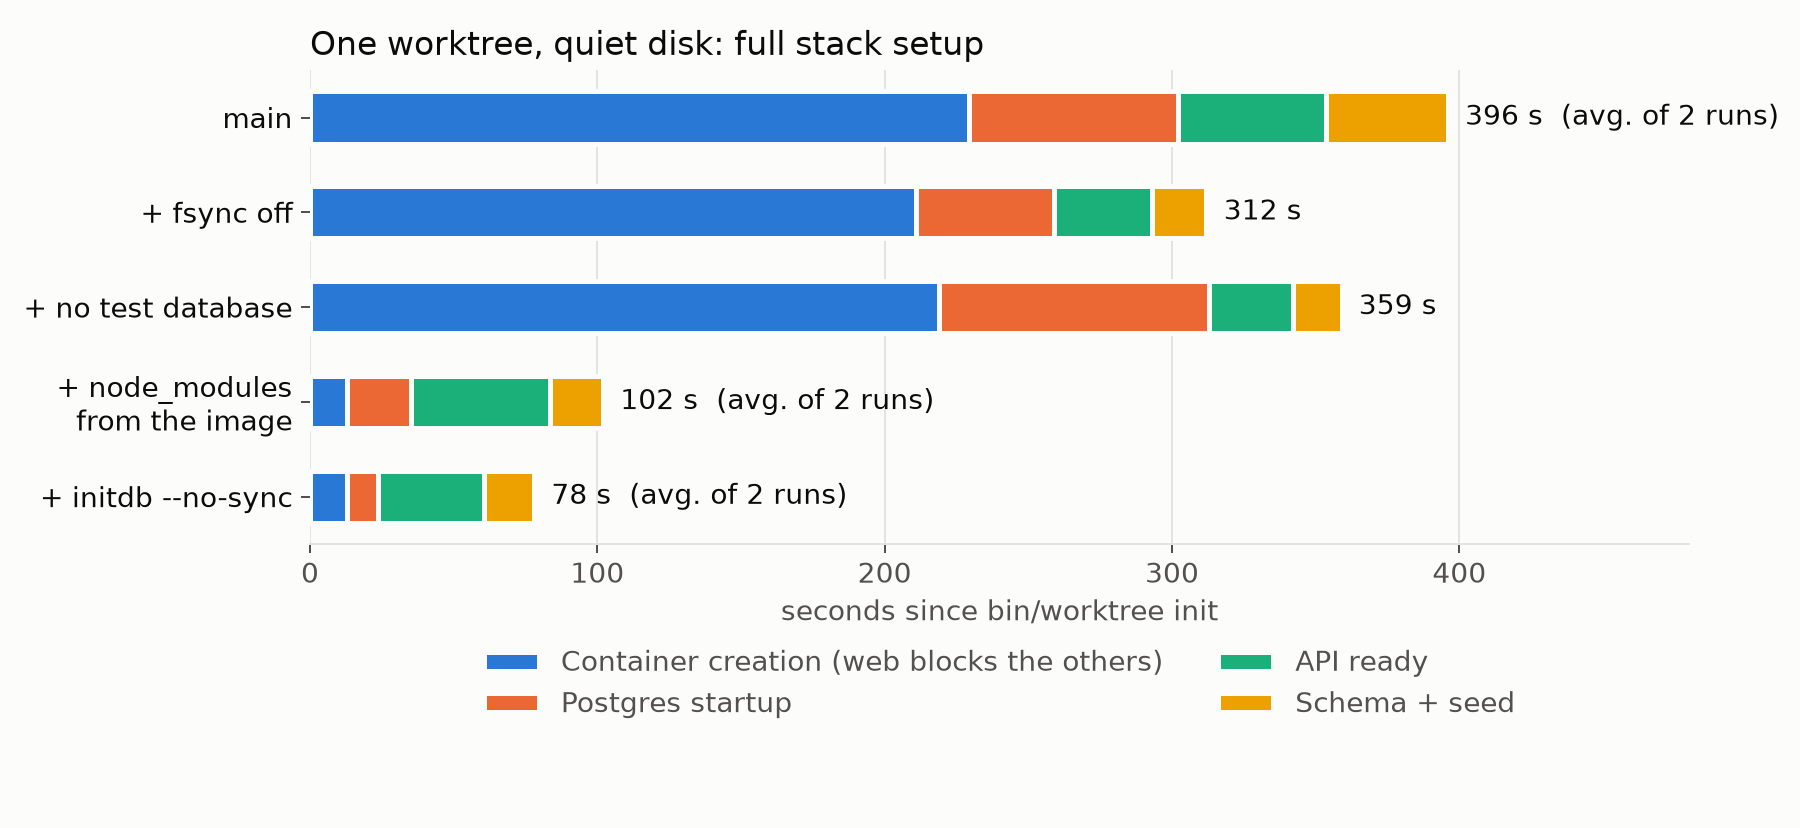 One worktree, quiet disk: full stack setup
main
396 s  (avg. of 2 runs)
+ fsync off
312 s
+ no test database
359 s
+ node_modules
from the image
102 s  (avg. of 2 runs)
+ initdb --no-sync
78 s  (avg. of 2 runs)
0 100 200 300 400
seconds since bin/worktree init
Container creation (web blocks the others)
Postgres startup
API ready
Schema + seed